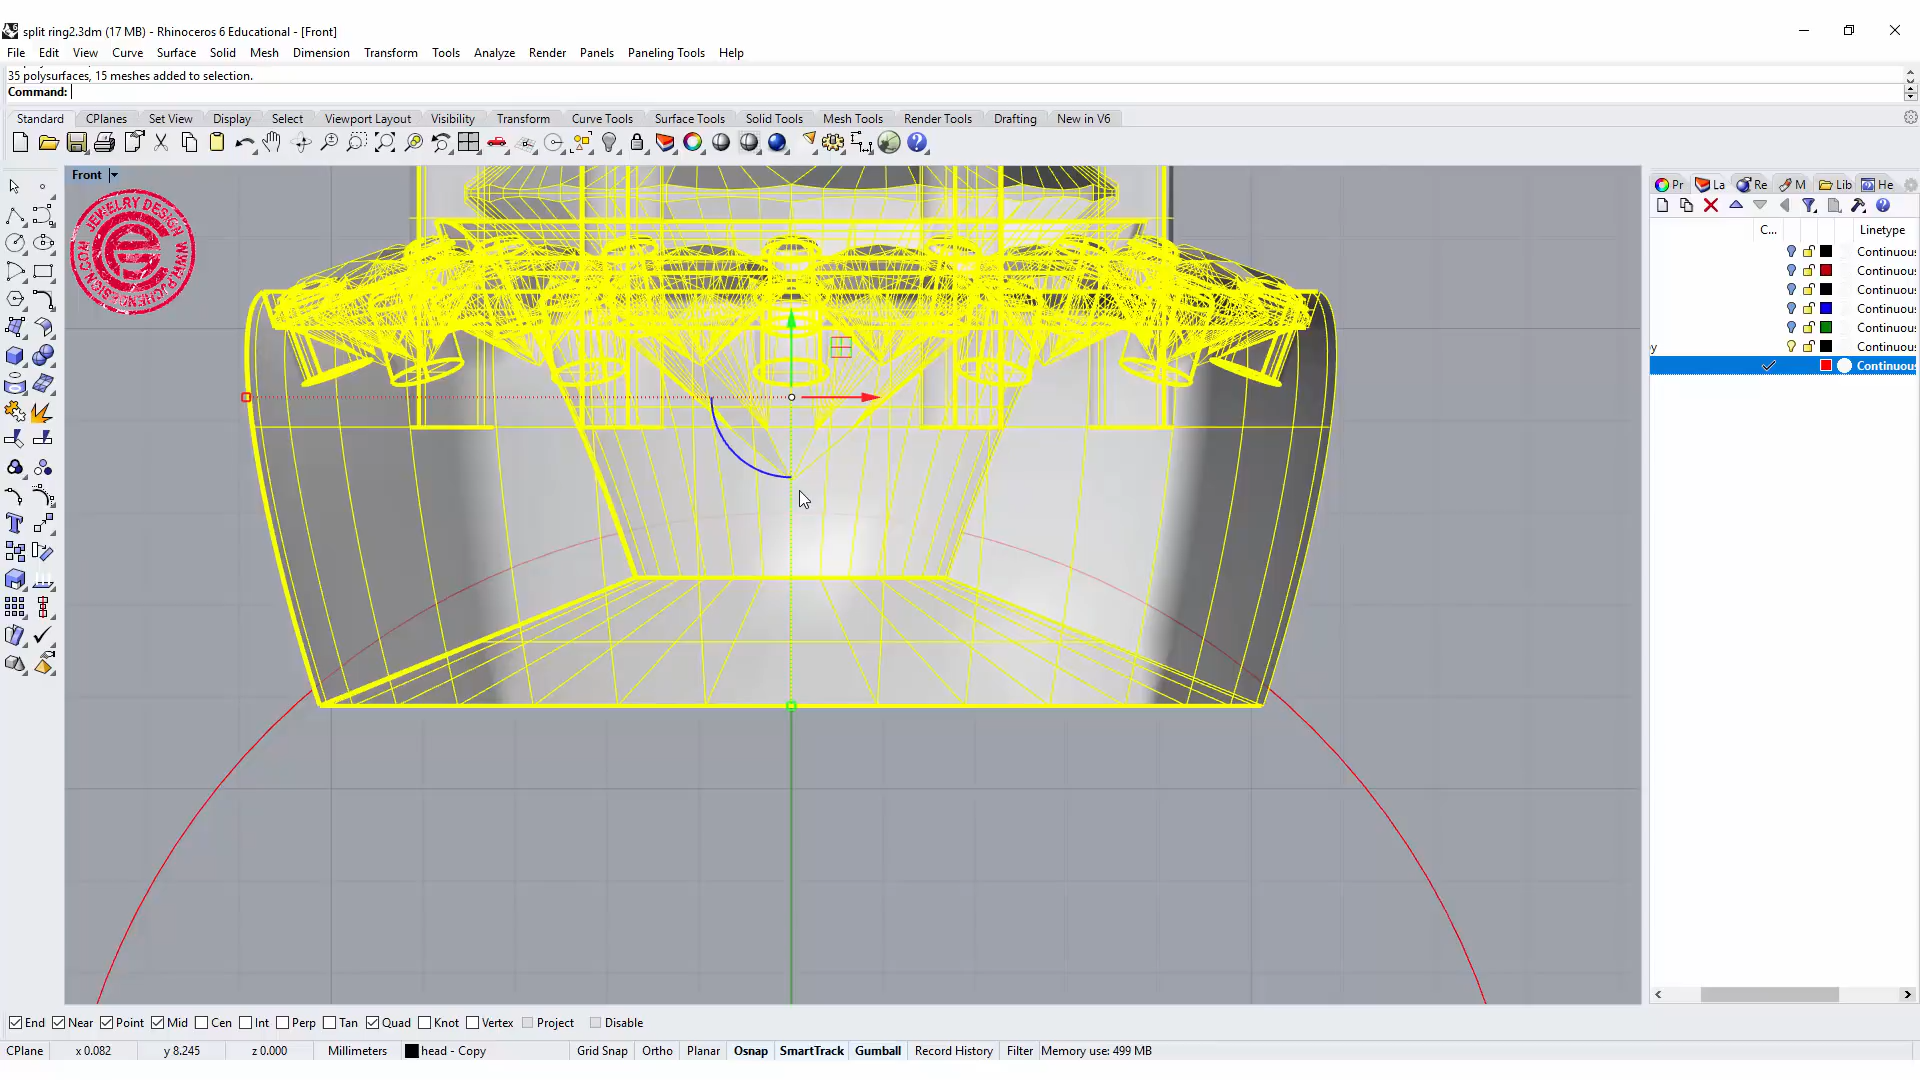 split ring2.3dm (17 MB) - Rhinoceros 6 Educational - [Front]
File Edit View Curve Surface Solid Mesh Dimension Transform Tools Analyze Render Panels Paneling Tools Help
35 polysurfaces, 15 meshes added to selection.
Command:
Standard CPlanes Set View Display Select Viewport Layout Visibility Transform Curve Tools Surface Tools Solid Tools Mesh Tools Render Tools Drafting New in V6
Front
JEWELRY DESIGN
Pr La Re M Lib He
C... Linetype
Continuous
Continuous
Continuous
Continuous
Continuous
y Continuous
Continuous
End Near Point Mid Cen Int Perp Tan Quad Knot Vertex Project Disable
CPlane x 0.082 y 8.245 z 0.000 Millimeters head - Copy Grid Snap Ortho Planar Osnap SmartTrack Gumball Record History Filter Memory use: 499 MB